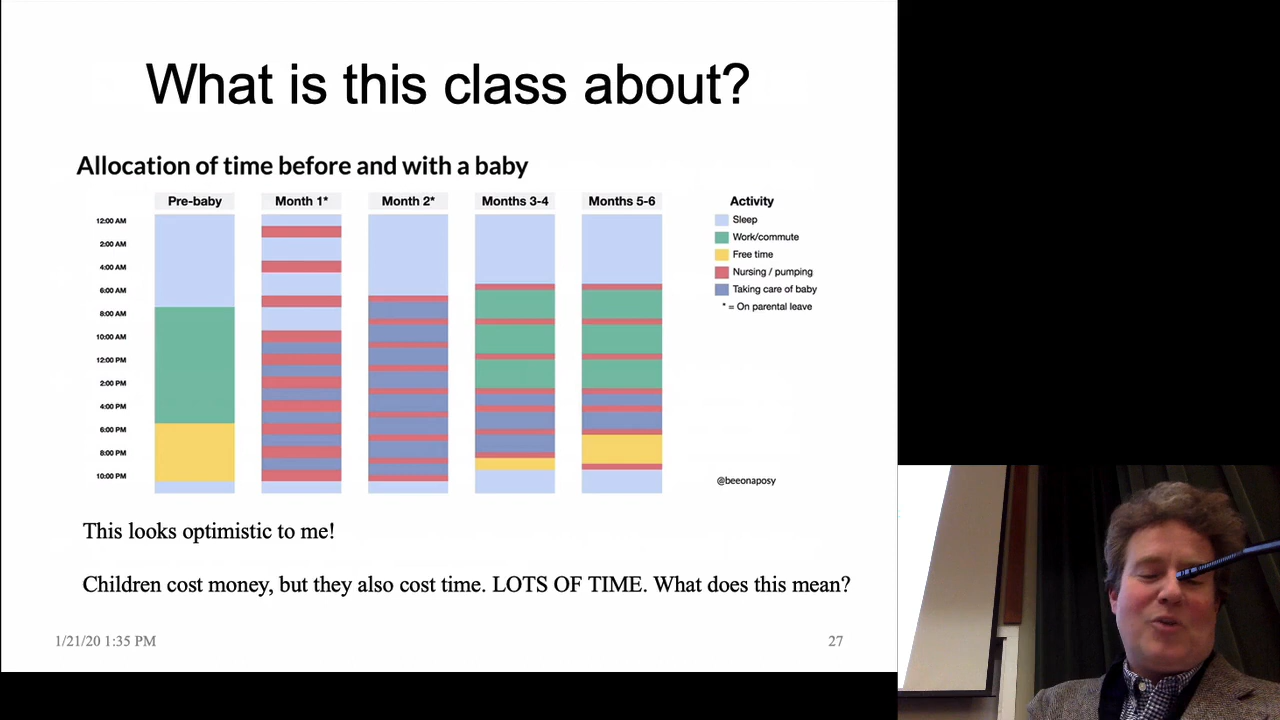 What is this class about?
Allocation of time before and with a baby
Pre-baby
Month 1*
Month 2*
Months 3-4
Months 5-6
Activity
12:00 AM
2:00 AM
4:00 AM
6:00 AM
8:00 AM
10:00 AM
12:00 PM
2:00 PM
4:00 PM
6:00 PM
8:00 PM
10:00 PM
Sleep
Work/commute
Free time
Nursing / pumping
Taking care of baby
* = On parental leave
@beeonaposy
This looks optimistic to me!
Children cost money, but they also cost time. LOTS OF TIME. What does this mean?
1/21/20 1:35 PM
27